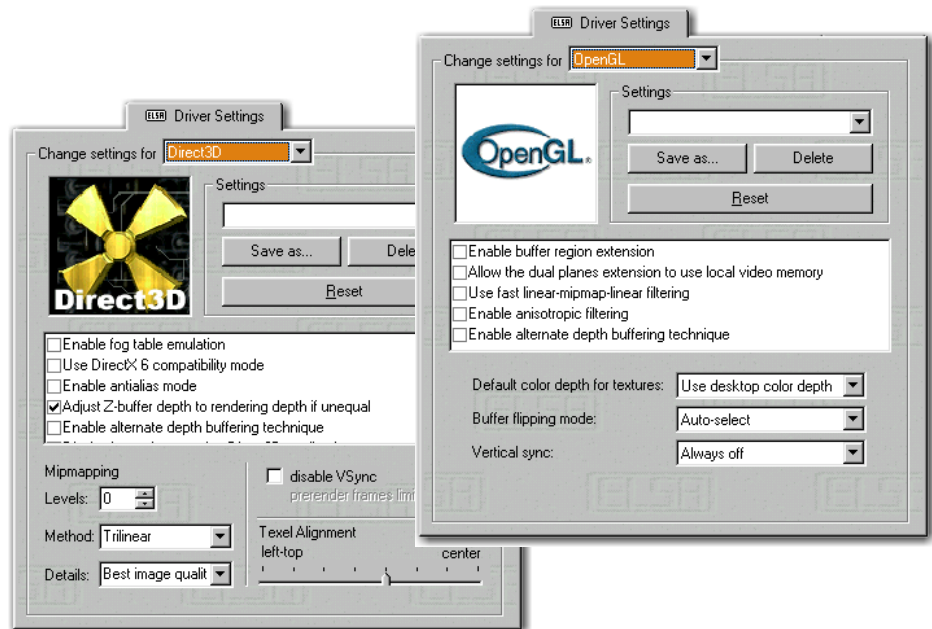 ELSA Driver Settings
Change settings for OpenGL
OpenGL®
Settings
Save as... Delete
Reset
Enable buffer region extension
Allow the dual planes extension to use local video memory
Use fast linear-mipmap-linear filtering
Enable anisotropic filtering
Enable alternate depth buffering technique
Default color depth for textures: Use desktop color depth
Buffer flipping mode: Auto-select
Vertical sync: Always off
ELSA Driver Settings
Change settings for Direct3D
Direct3D
Settings
Save as... Dele
Reset
Enable fog table emulation
Use DirectX 6 compatibility mode
Enable antialias mode
Adjust Z-buffer depth to rendering depth if unequal
Enable alternate depth buffering technique
Mipmapping
Levels: 0
Method: Trilinear
Details: Best image qualit
disable VSync
prerender frames limi
Texel Alignment
left-top center